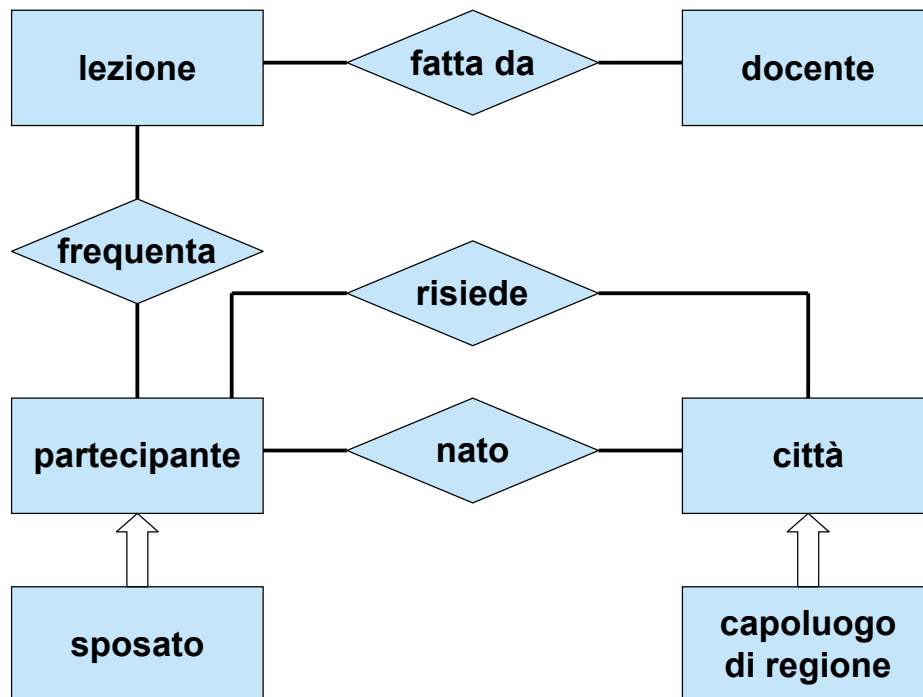 lezione
fatta da
docente
frequenta
risiede
partecipante
nato
città
sposato
capoluogo
di regione